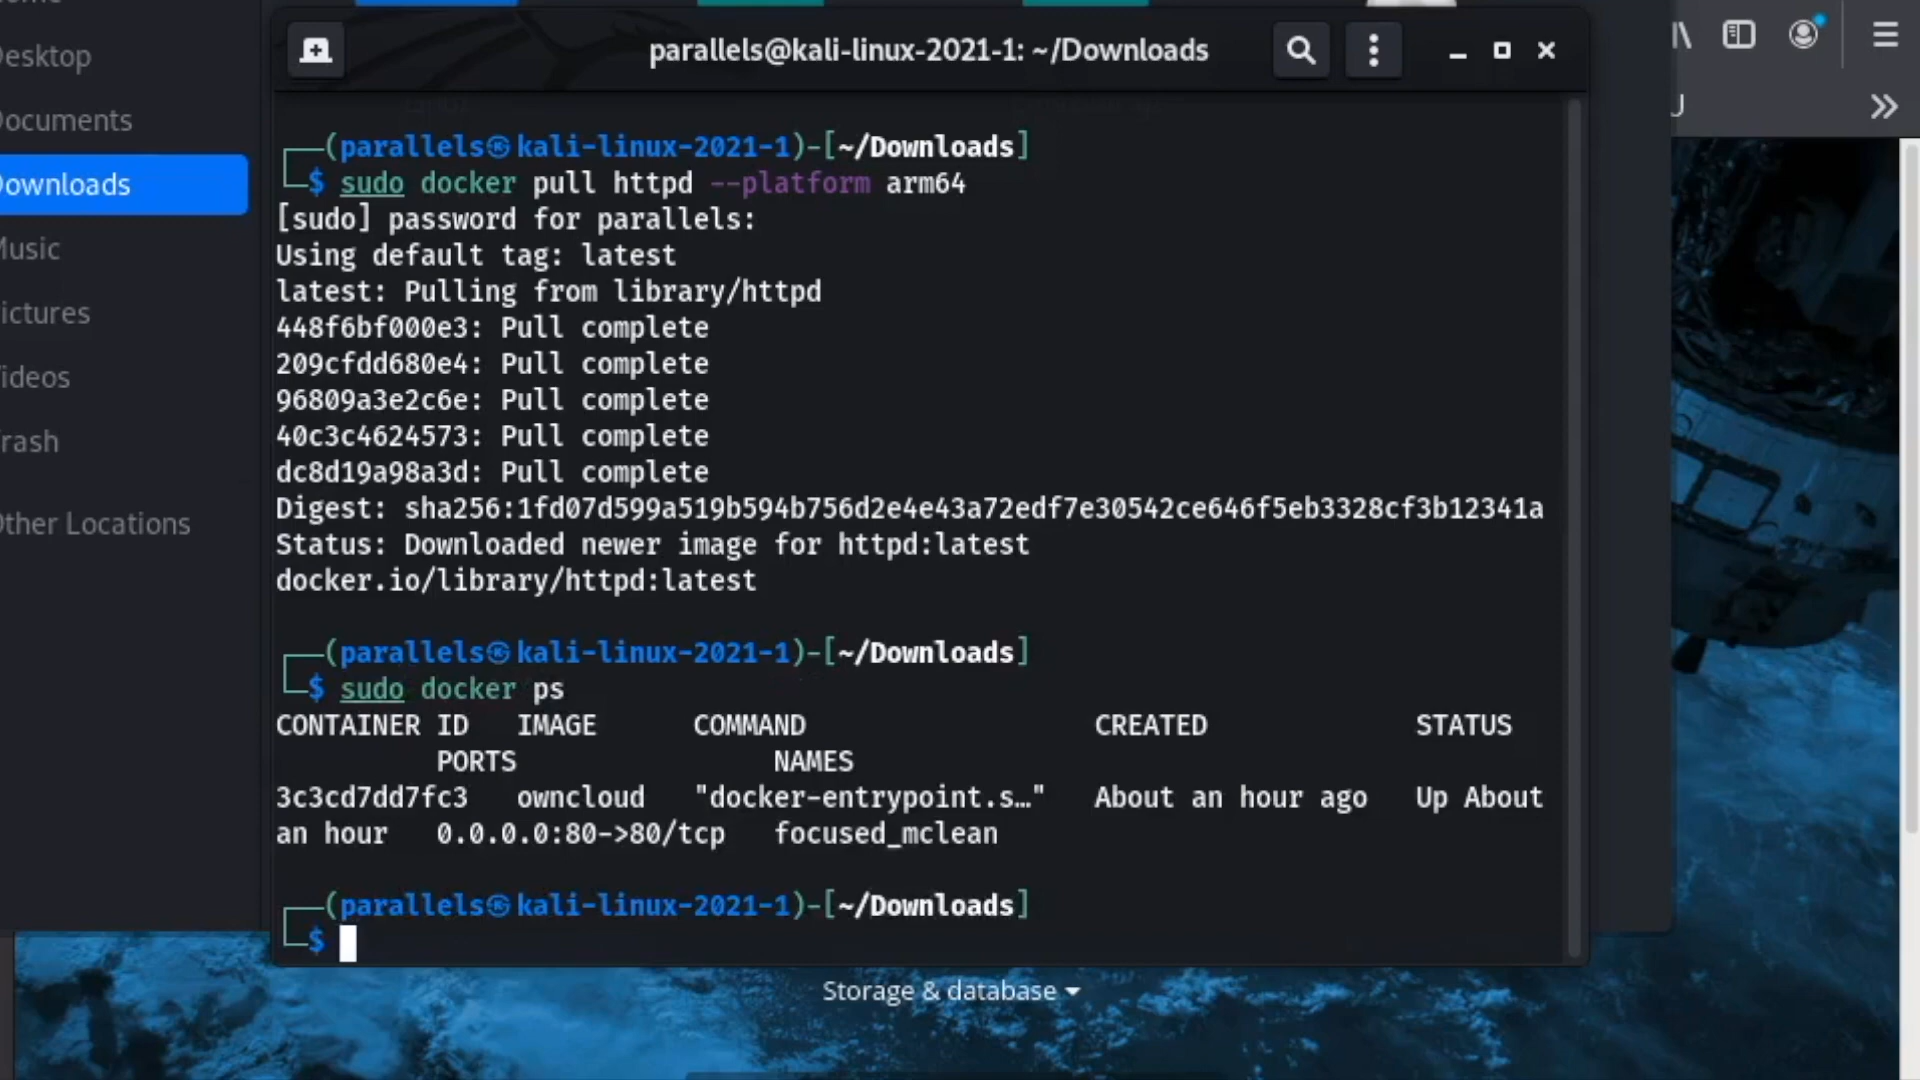 parallels@kali-linux-2021-1: ~/Downloads
esktop
ocuments
ownloads
Music
ictures
ideos
rash
ther Locations
(parallels㉿kali-linux-2021-1)-[~/Downloads]
$ sudo docker pull httpd --platform arm64
[sudo] password for parallels:
Using default tag: latest
latest: Pulling from library/httpd
448f6bf000e3: Pull complete
209cfdd680e4: Pull complete
96809a3e2c6e: Pull complete
40c3c4624573: Pull complete
dc8d19a98a3d: Pull complete
Digest: sha256:1fd07d599a519b594b756d2e4e43a72edf7e30542ce646f5eb3328cf3b12341a
Status: Downloaded newer image for httpd:latest
docker.io/library/httpd:latest
(parallels㉿kali-linux-2021-1)-[~/Downloads]
$ sudo docker ps
CONTAINER ID   IMAGE      COMMAND                  CREATED             STATUS
          PORTS                NAMES
3c3cd7dd7fc3   owncloud   "docker-entrypoint.s…"   About an hour ago   Up About
an hour   0.0.0.0:80->80/tcp   focused_mclean
(parallels㉿kali-linux-2021-1)-[~/Downloads]
$
Storage & database